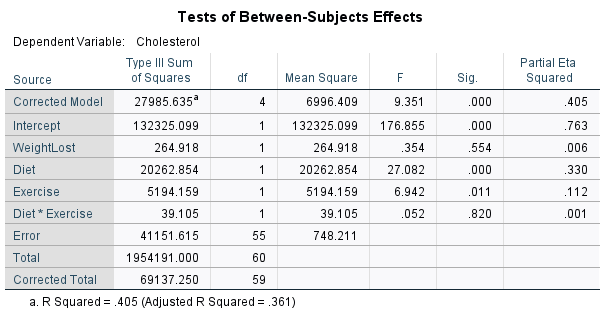 Tests of Between-Subjects Effects
Dependent Variable: Cholesterol
Source Type III Sum of Squares df Mean Square F Sig. Partial Eta Squared
Corrected Model 27985.635a 4 6996.409 9.351 .000 .405
Intercept 132325.099 1 132325.099 176.855 .000 .763
WeightLost 264.918 1 264.918 .354 .554 .006
Diet 20262.854 1 20262.854 27.082 .000 .330
Exercise 5194.159 1 5194.159 6.942 .011 .112
Diet * Exercise 39.105 1 39.105 .052 .820 .001
Error 41151.615 55 748.211
Total 1954191.000 60
Corrected Total 69137.250 59
a. R Squared = .405 (Adjusted R Squared = .361)